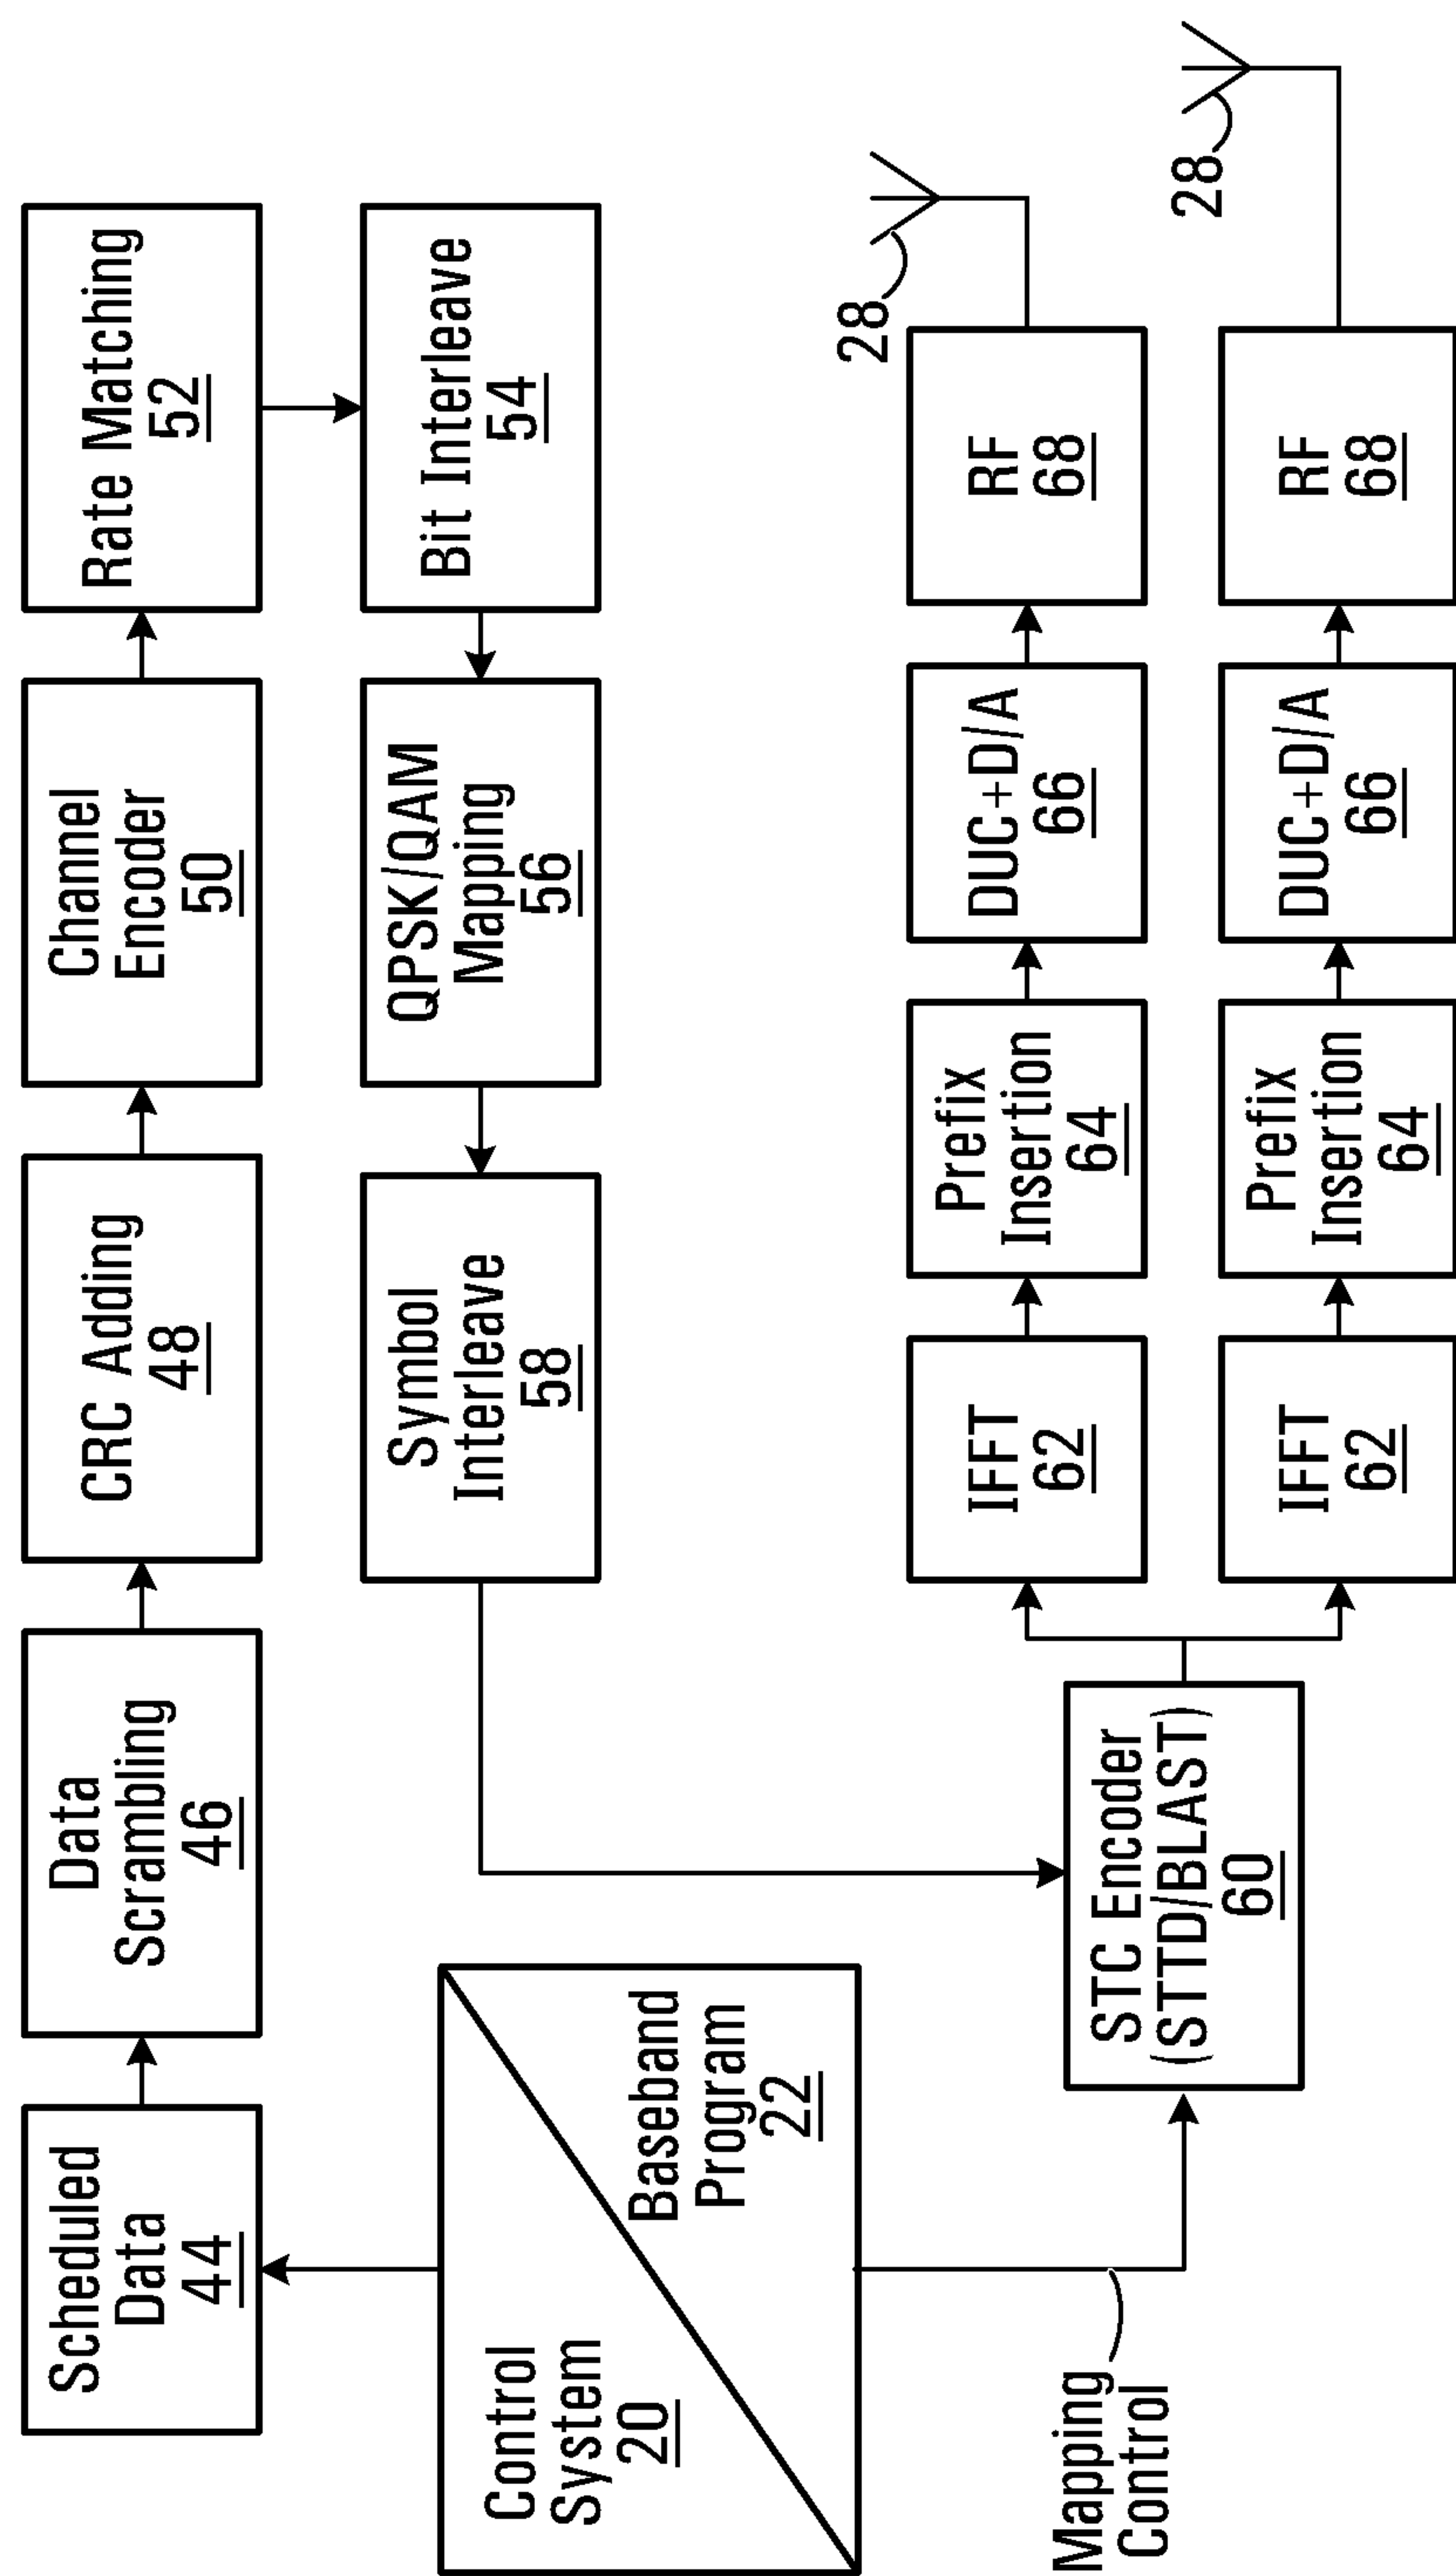 Scheduled
Data
44
Data
Scrambling
46
CRC Adding
48
Channel
Encoder
50
Rate Matching
52
Control
System
20
Baseband
Program
22
Symbol
Interleave
58
QPSK/QAM
Mapping
56
Bit Interleave
54
Mapping
Control
STC Encoder
(STTD/BLAST)
60
IFFT
62
Prefix
Insertion
64
DUC+D/A
66
RF
68
28
IFFT
62
Prefix
Insertion
64
DUC+D/A
66
RF
68
28